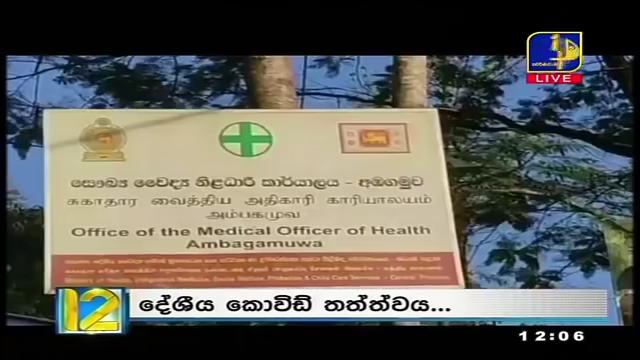 LIVE
සෞඛ්‍ය වෛද්‍ය නිළධාරී කාර්යාලය - අඹගමුව
சுகாதார வைத்திய அதிகாரி காரியாலயம்
அம்பகமுவ
Office of the Medical Officer of Health
Ambagamuwa
12 දේශීය කොවිඩ් තත්ත්වය...
12:06